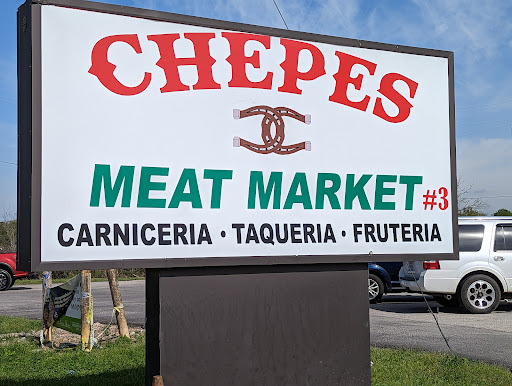 CHEPES
MEAT MARKET #3
CARNICERIA · TAQUERIA · FRUTERIA